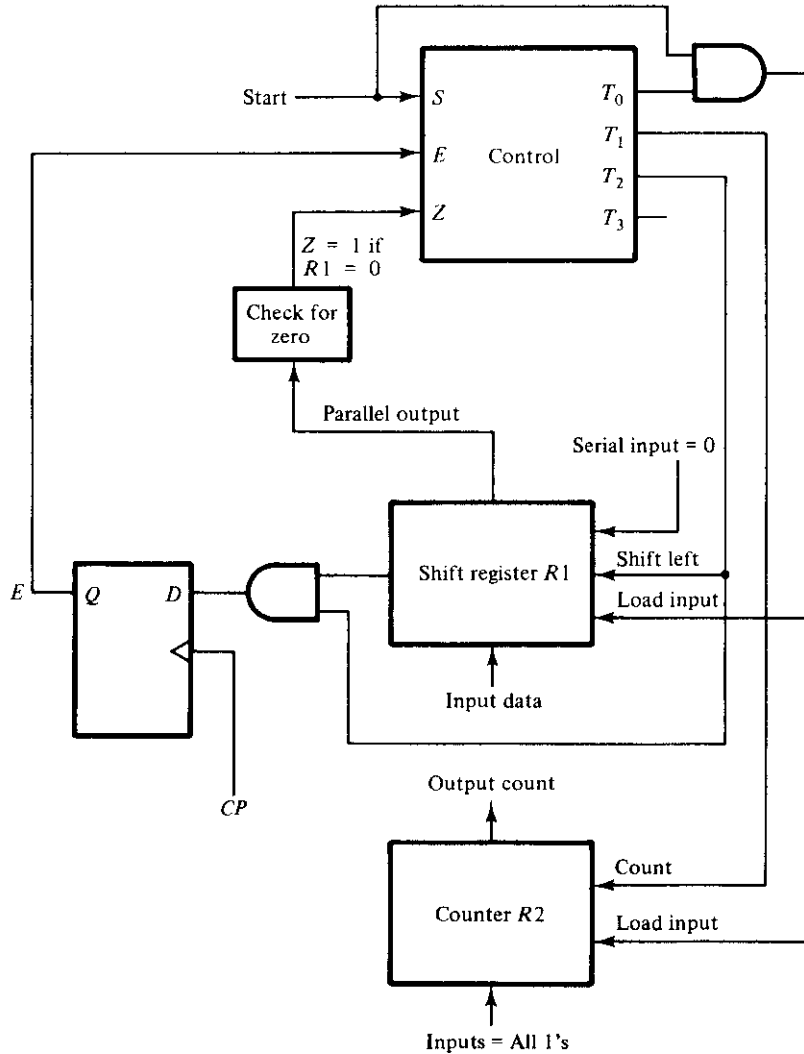 Start
S
T0
E
Control
T1
T2
Z
T3
Z = 1 if
R1 = 0
Check for
zero
Parallel output
Serial input = 0
Shift register R1
Shift left
E
Q
D
Load input
Input data
CP
Output count
Count
Counter R2
Load input
Inputs = All 1's